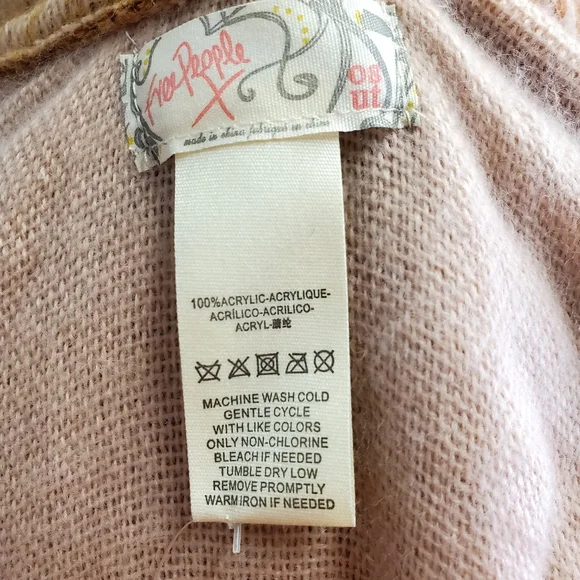 Free People
X
os
ut
made in china fabriqué en chine
100%ACRYLIC-ACRYLIQUE-
ACRÍLICO-ACRILICO-
ACRYL-腈纶
MACHINE WASH COLD
GENTLE CYCLE
WITH LIKE COLORS
ONLY NON-CHLORINE
BLEACH IF NEEDED
TUMBLE DRY LOW
REMOVE PROMPTLY
WARM IRON IF NEEDED